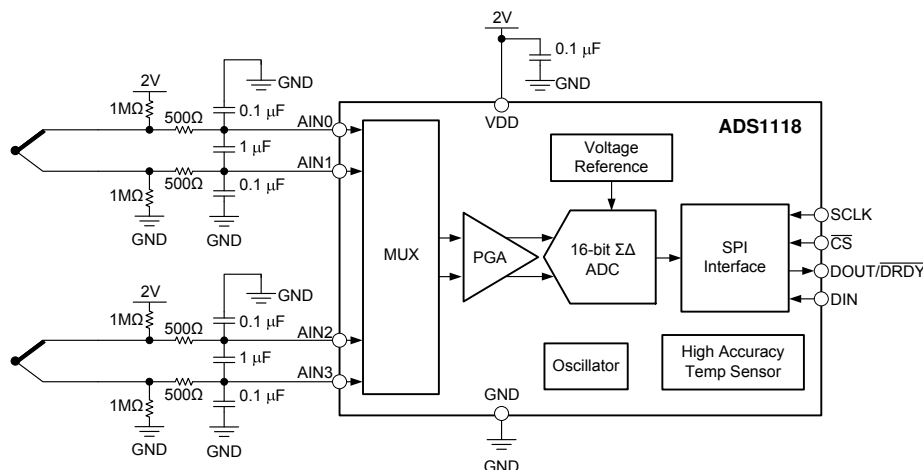 2V
0.1 μF
GND
VDD
ADS1118
2V
1MΩ
500Ω
GND
0.1 μF
AIN0
1 μF
AIN1
500Ω
0.1 μF
1MΩ
GND
GND
2V
1MΩ
500Ω
GND
0.1 μF
AIN2
1 μF
AIN3
500Ω
0.1 μF
1MΩ
GND
GND
MUX
PGA
Voltage
Reference
16-bit ΣΔ
ADC
SPI
Interface
SCLK
CS
DOUT/DRDY
DIN
Oscillator
High Accuracy
Temp Sensor
GND
GND